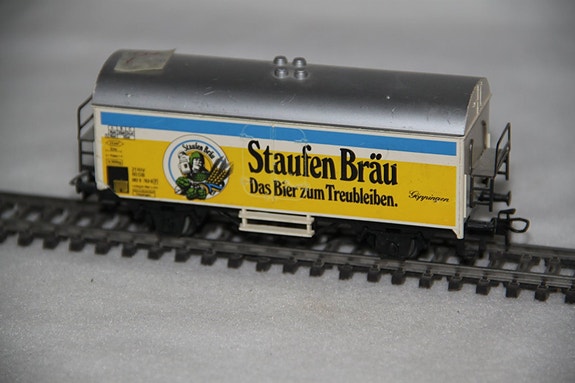 Staufen Bräu
Staufen Bräu
Das Bier zum Treubleiben.
Göppingen